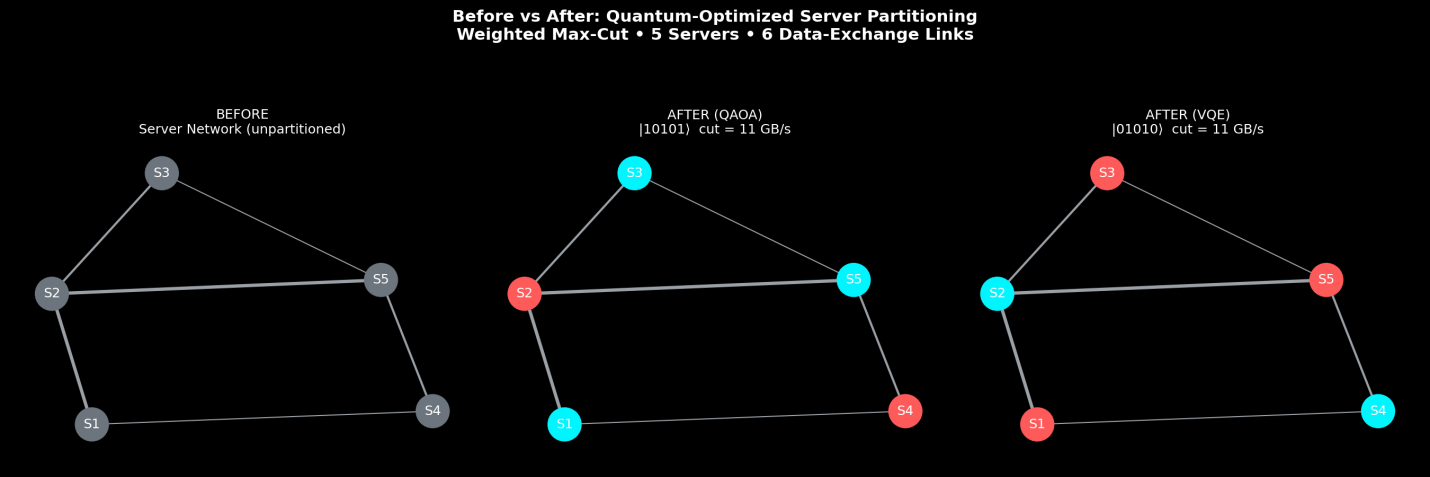 Before vs After: Quantum-Optimized Server Partitioning
Weighted Max-Cut • 5 Servers • 6 Data-Exchange Links
BEFORE
Server Network (unpartitioned)
S3
S2
S5
S1
S4
AFTER (QAOA)
|10101⟩ cut = 11 GB/s
S3
S2
S5
S1
S4
AFTER (VQE)
|01010⟩ cut = 11 GB/s
S3
S2
S5
S1
S4